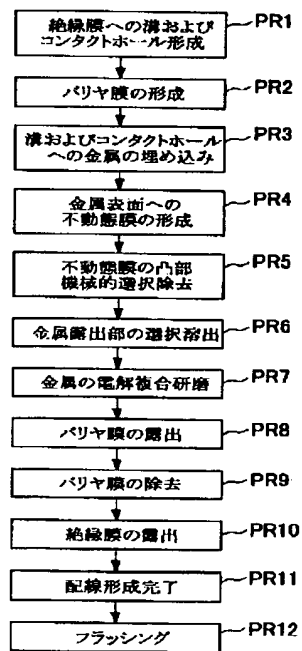 絶縁膜への溝および
コンタクトホール形成
PR1
バリヤ膜の形成
PR2
溝およびコンタクトホール
への金属の埋め込み
PR3
金属表面への
不動態膜の形成
PR4
不動態膜の凸部
機械的選択除去
PR5
金属露出部の選択溶出
PR6
金属の電解複合研磨
PR7
バリヤ膜の露出
PR8
バリヤ膜の除去
PR9
絶縁膜の露出
PR10
配線形成完了
PR11
フラッシング
PR12